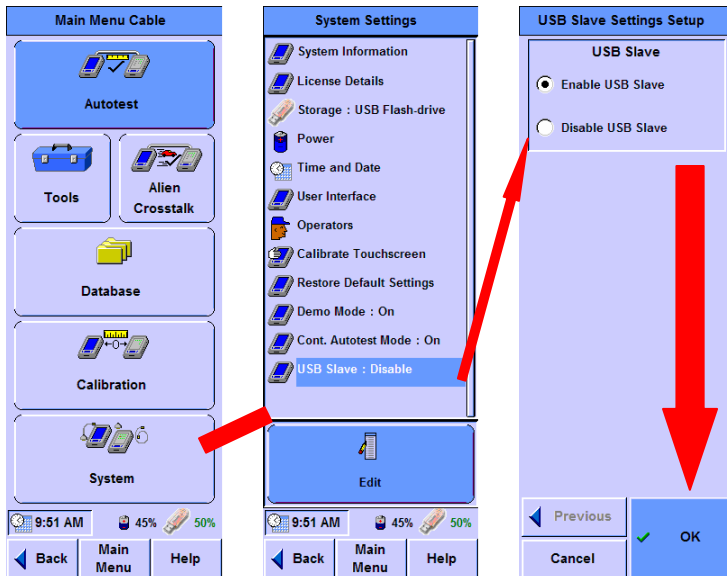 Main Menu Cable
Autotest
Tools
Alien
Crosstalk
Database
Calibration
System
9:51 AM
45%
50%
Back
Main
Menu
Help
System Settings
System Information
License Details
Storage : USB Flash-drive
Power
Time and Date
User Interface
Operators
Calibrate Touchscreen
Restore Default Settings
Demo Mode : On
Cont. Autotest Mode : On
USB Slave : Disable
Edit
9:51 AM
45%
50%
Back
Main
Menu
Help
USB Slave Settings Setup
USB Slave
Enable USB Slave
Disable USB Slave
Previous
Cancel
OK